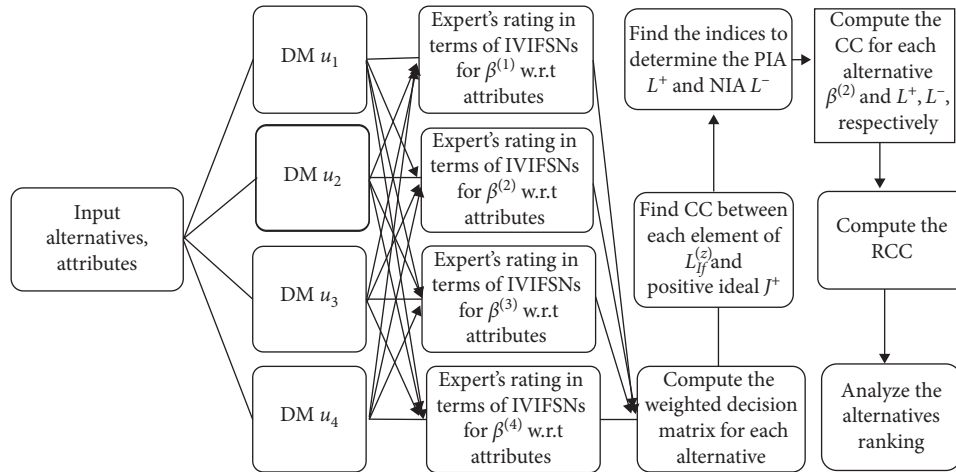 Input
alternatives,
attributes
DM u₁
DM u₂
DM u₃
DM u₄
Expert's rating in
terms of IVIFSNs
for β⁽¹⁾ w.r.t
attributes
Expert's rating in
terms of IVIFSNs
for β⁽²⁾ w.r.t
attributes
Expert's rating in
terms of IVIFSNs
for β⁽³⁾ w.r.t
attributes
Expert's rating in
terms of IVIFSNs
for β⁽⁴⁾ w.r.t
attributes
Compute the
weighted decision
matrix for each
alternative
Find CC between
each element of
L_{If}^{(z)} and
positive ideal J⁺
Find the indices to
determine the PIA
L⁺ and NIA L⁻
Compute the
CC for each
alternative
β⁽²⁾ and L⁺, L⁻,
respectively
Compute the
RCC
Analyze the
alternatives
ranking